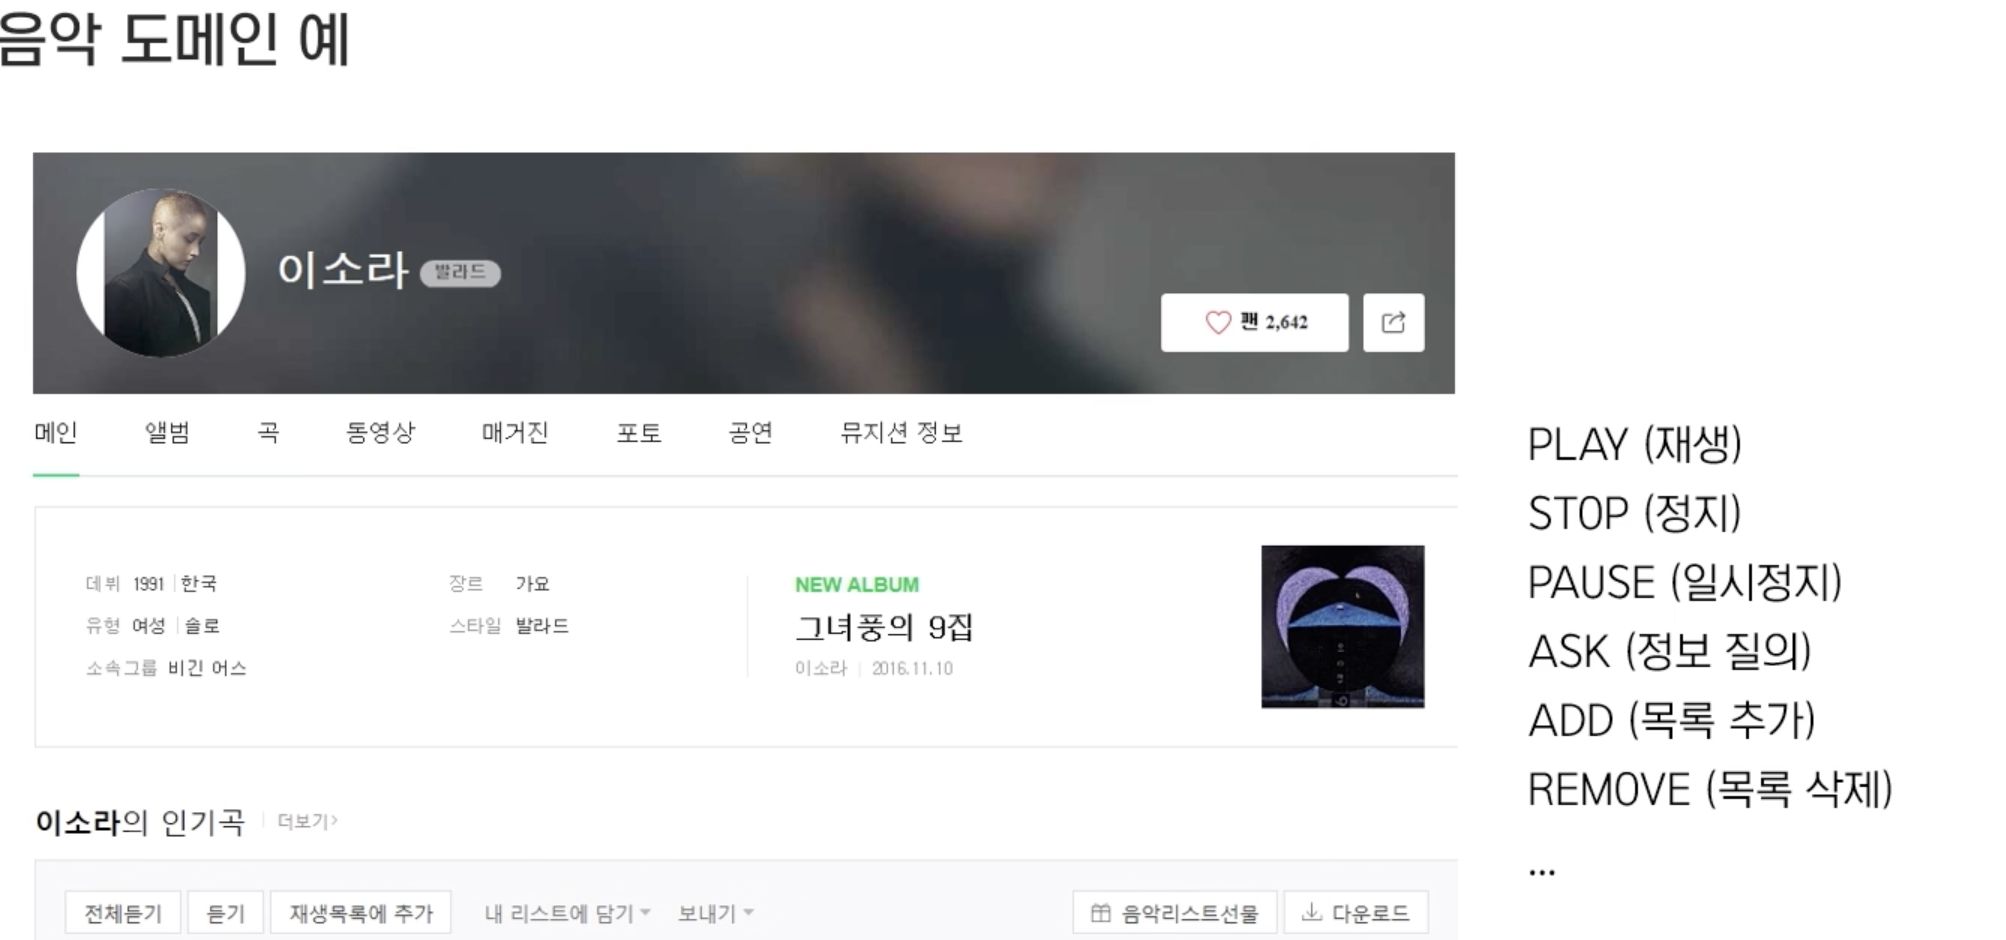 음악 도메인 예
이소라 발라드
팬 2,642
메인 앨범 곡 동영상 매거진 포토 공연 뮤지션 정보
데뷔 1991 한국 장르 가요
유형 여성 솔로 스타일 발라드
소속그룹 비긴 어스
NEW ALBUM
그녀풍의 9집
이소라 2016.11.10
이소라의 인기곡 더보기>
전체듣기 듣기 재생목록에 추가 내 리스트에 담기 보내기 음악리스트선물 다운로드
PLAY (재생)
STOP (정지)
PAUSE (일시정지)
ASK (정보 질의)
ADD (목록 추가)
REMOVE (목록 삭제)
...